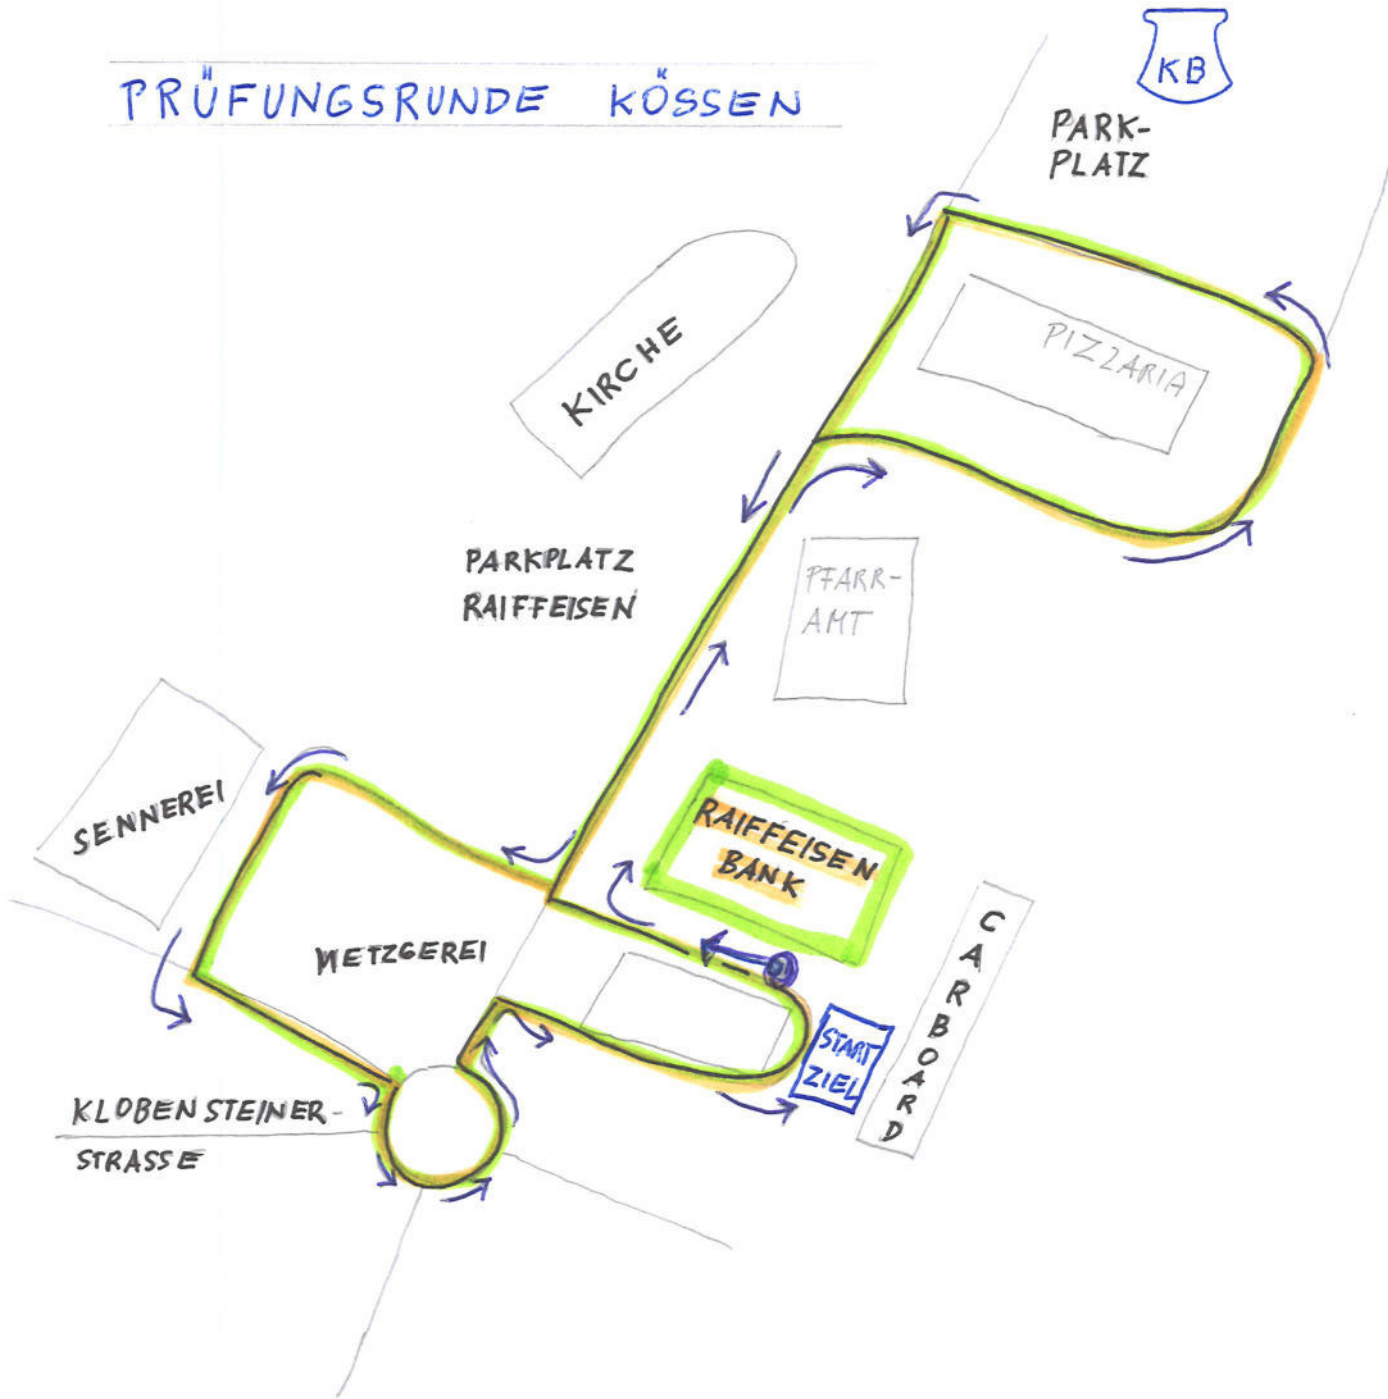 PRÜFUNGSRUNDE KÖSSEN
KB
PARK-
PLATZ
KIRCHE
PIZZARIA
PARKPLATZ
RAIFFEISEN
PFARR-
AMT
SENNEREI
RAIFFEISEN
BANK
METZGEREI
CARBOARD
START
ZIEL
KLOBENSTEINER-
STRASSE